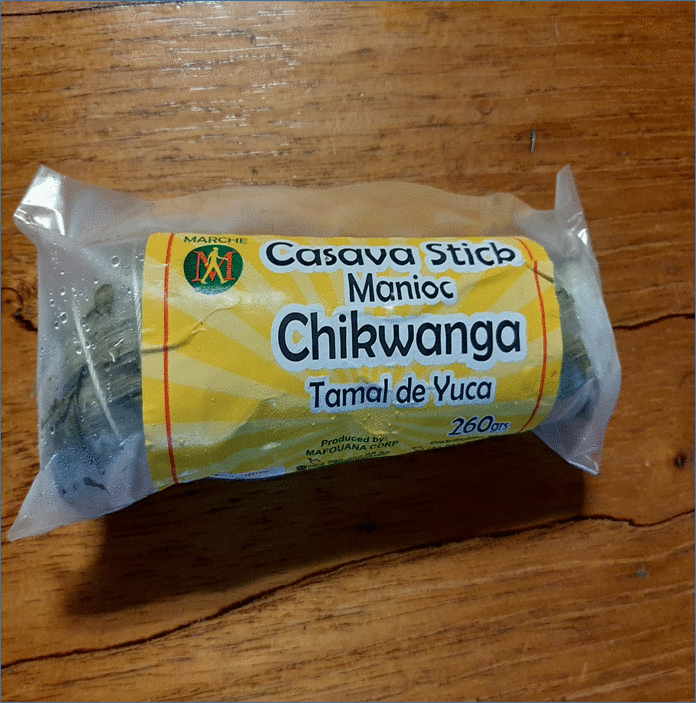 MARCHE
M
Casava Stick
Manioc
Chikwanga
Tamal de Yuca
260grs
Produced by:
MAFOUANA CORP